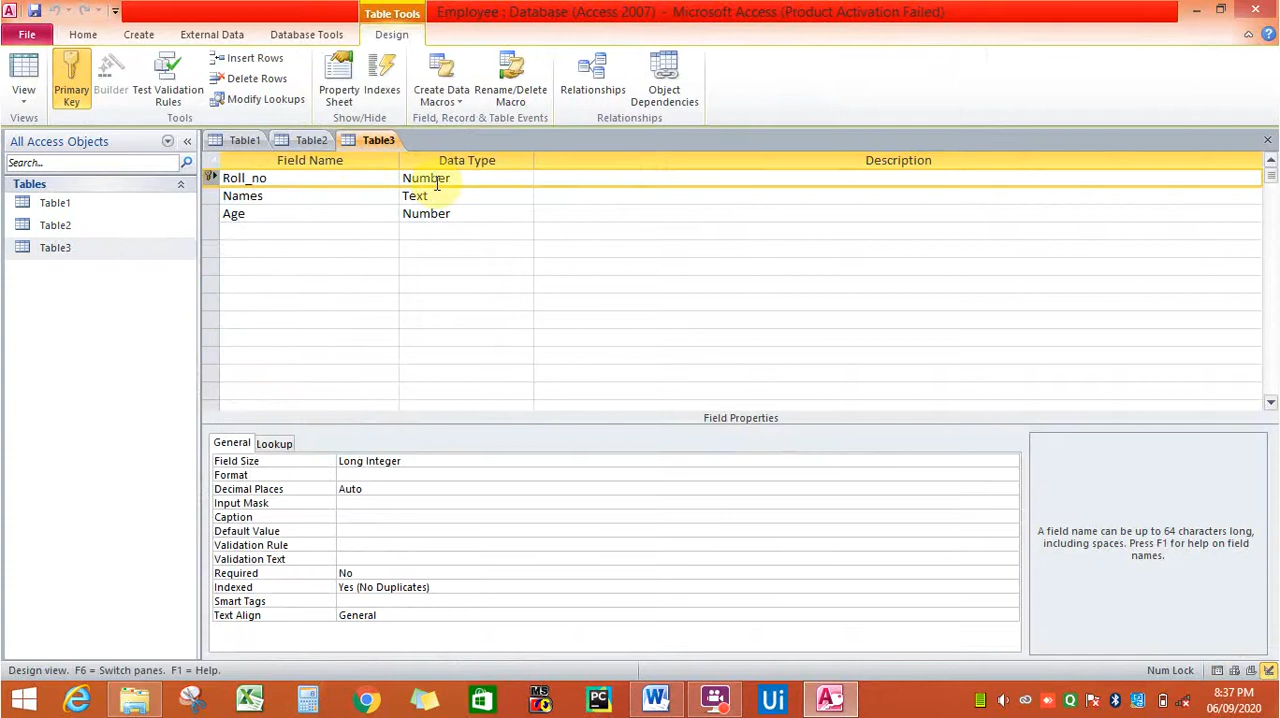 Table Tools
Employee : Database (Access 2007) - Microsoft Access (Product Activation Failed)
File Home Create External Data Database Tools Design
View
Primary Key
Builder
Test Validation Rules
Insert Rows
Delete Rows
Modify Lookups
Property Sheet
Indexes
Create Data Macros
Rename/Delete Macro
Relationships
Object Dependencies
Views Tools Show/Hide Field, Record & Table Events Relationships
All Access Objects
Search...
Tables
Table1
Table2
Table3
Table1 Table2 Table3
Field Name Data Type Description
Roll_no Number
Names Text
Age Number
Field Properties
General Lookup
Field Size Long Integer
Format
Decimal Places Auto
Input Mask
Caption
Default Value
Validation Rule
Validation Text
Required No
Indexed Yes (No Duplicates)
Smart Tags
Text Align General
A field name can be up to 64 characters long,
including spaces. Press F1 for help on field
names.
Design view. F6 = Switch panes. F1 = Help. Num Lock
8:37 PM
06/09/2020